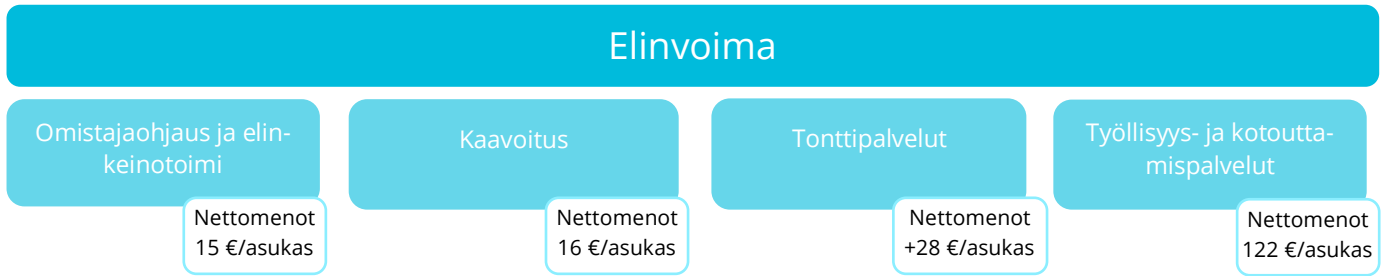 Elinvoima
Omistajaohjaus ja elin-
keinotoimi
Nettomenot
15 €/asukas
Kaavoitus
Nettomenot
16 €/asukas
Tonttipalvelut
Nettomenot
+28 €/asukas
Työllisyys- ja kotoutta-
mispalvelut
Nettomenot
122 €/asukas